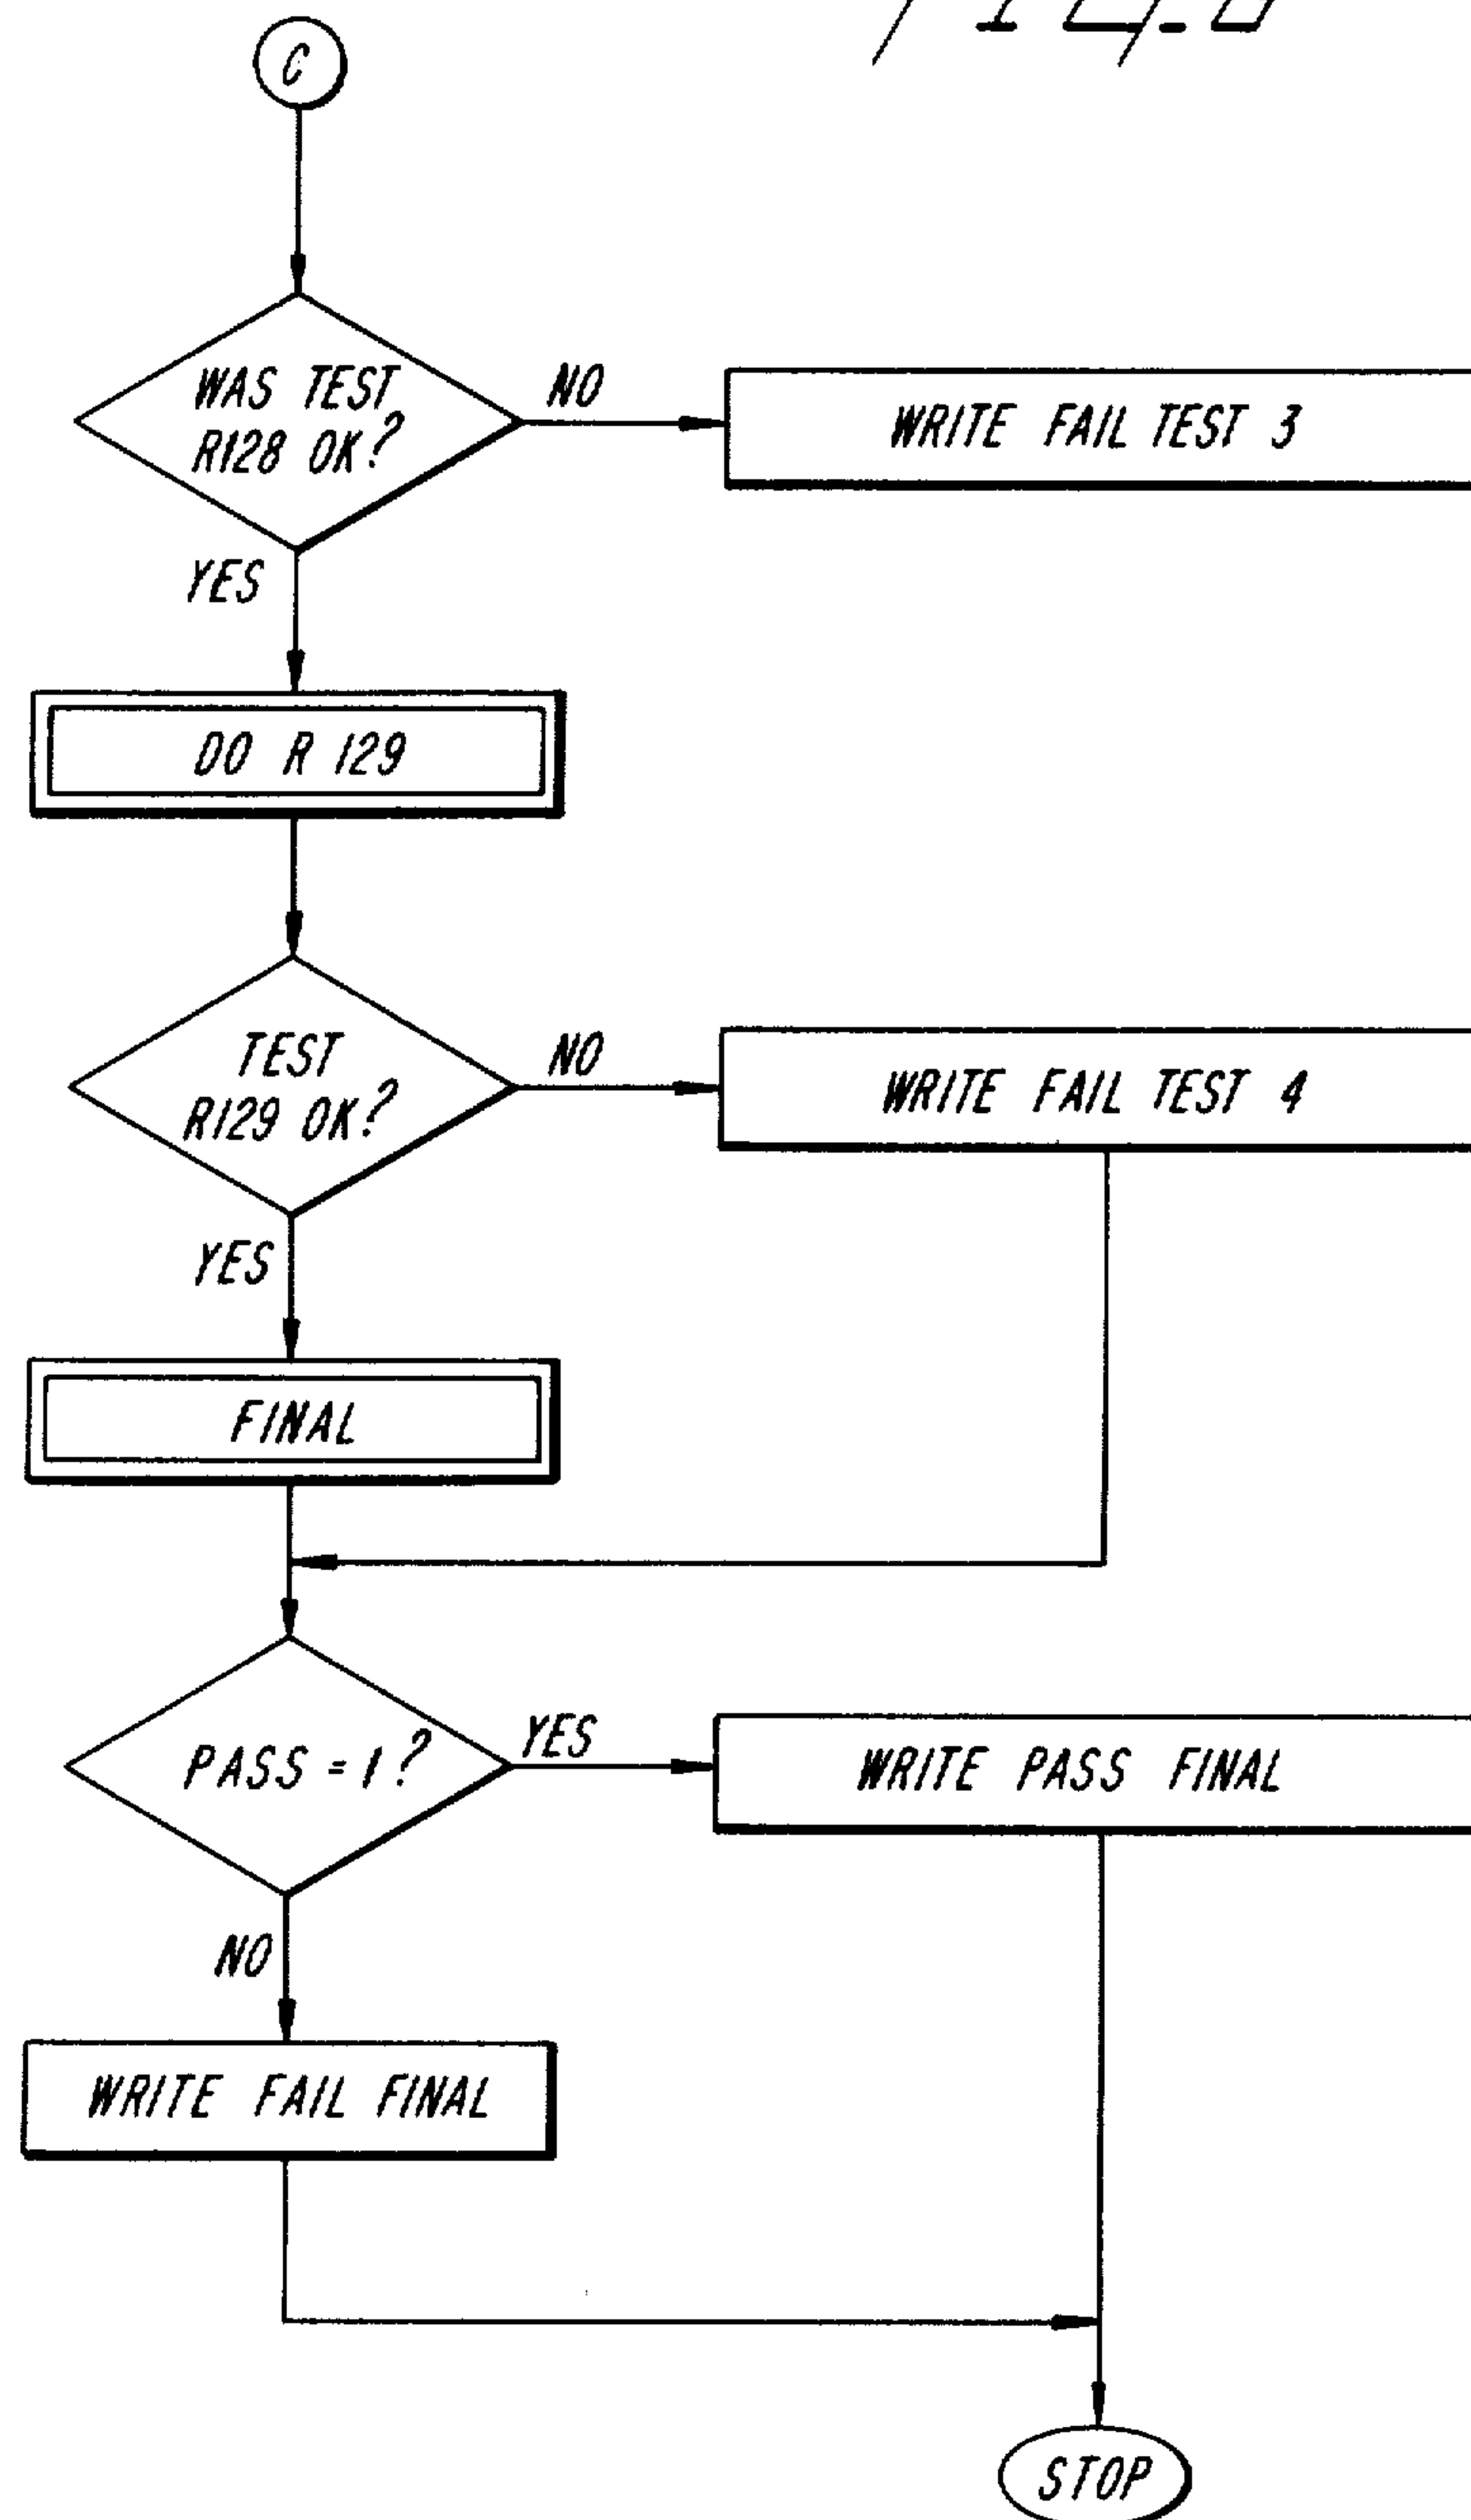 C
WAS TEST
R128 OK?
NO
WRITE FAIL TEST 3
YES
DO R 129
TEST
R129 OK?
NO
WRITE FAIL TEST 4
YES
FINAL
PASS = 1?
YES
WRITE PASS FINAL
NO
WRITE FAIL FINAL
STOP